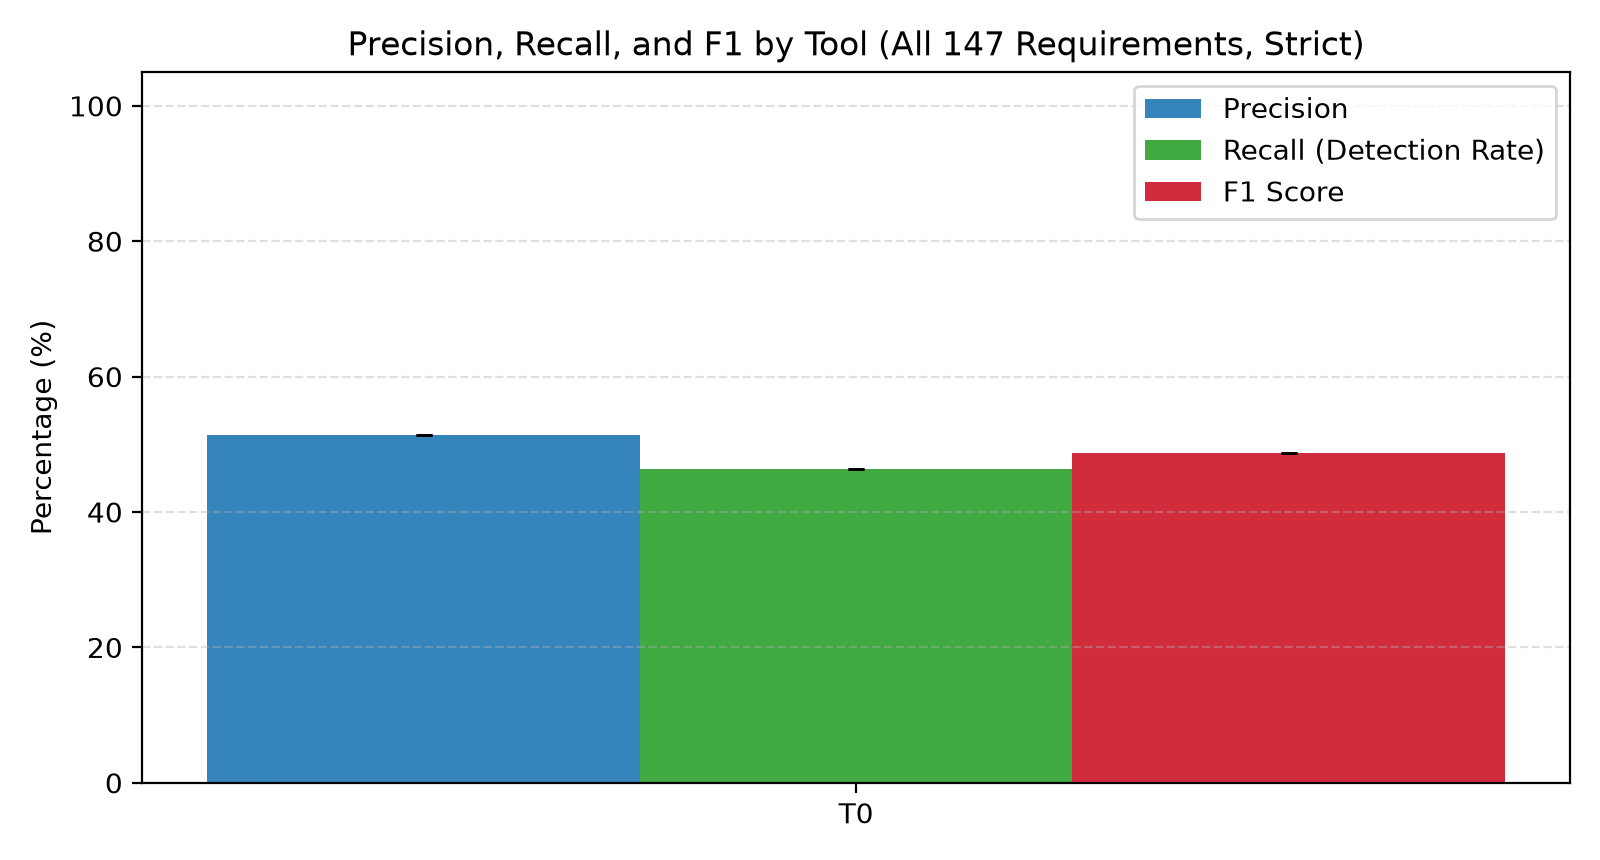 Precision, Recall, and F1 by Tool (All 147 Requirements, Strict)
Precision
Recall (Detection Rate)
F1 Score
Percentage (%)
100
80
60
40
20
0
T0